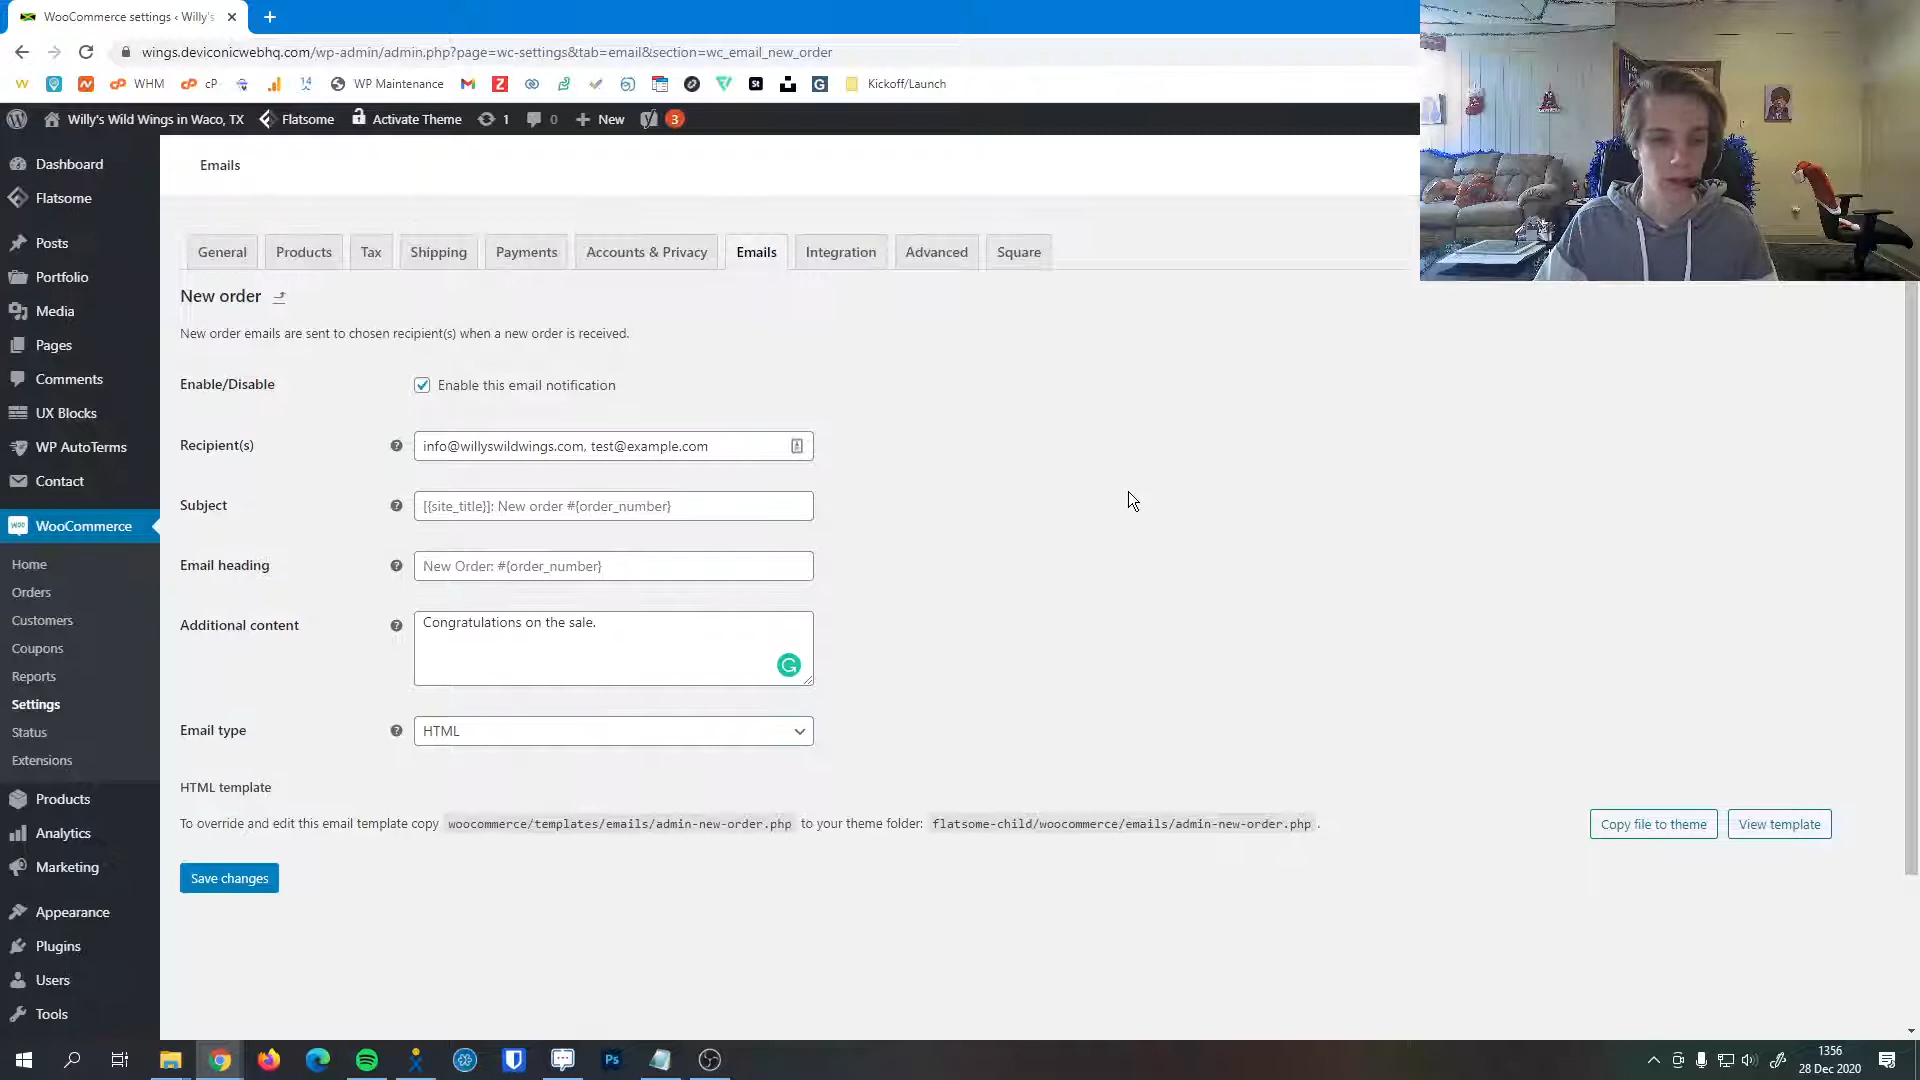 WooCommerce settings ‹ Willy's
wings.deviconicwebhq.com/wp-admin/admin.php?page=wc-settings&tab=email&section=wc_email_new_order
WHM
cP
14
WP Maintenance
Kickoff/Launch
Willy's Wild Wings in Waco, TX
Flatsome
Activate Theme
1
0
New
3
Dashboard
Flatsome
Posts
Portfolio
Media
Pages
Comments
UX Blocks
WP AutoTerms
Contact
WooCommerce
Home
Orders
Customers
Coupons
Reports
Settings
Status
Extensions
Products
Analytics
Marketing
Appearance
Plugins
Users
Tools
Emails
General
Products
Tax
Shipping
Payments
Accounts & Privacy
Emails
Integration
Advanced
Square
New order
New order emails are sent to chosen recipient(s) when a new order is received.
Enable/Disable
Enable this email notification
Recipient(s)
info@willyswildwings.com, test@example.com
Subject
[{site_title}]: New order #{order_number}
Email heading
New Order: #{order_number}
Additional content
Congratulations on the sale.
Email type
HTML
HTML template
To override and edit this email template copy woocommerce/templates/emails/admin-new-order.php to your theme folder: flatsome-child/woocommerce/emails/admin-new-order.php .
Copy file to theme
View template
Save changes
Ps
1356
28 Dec 2020